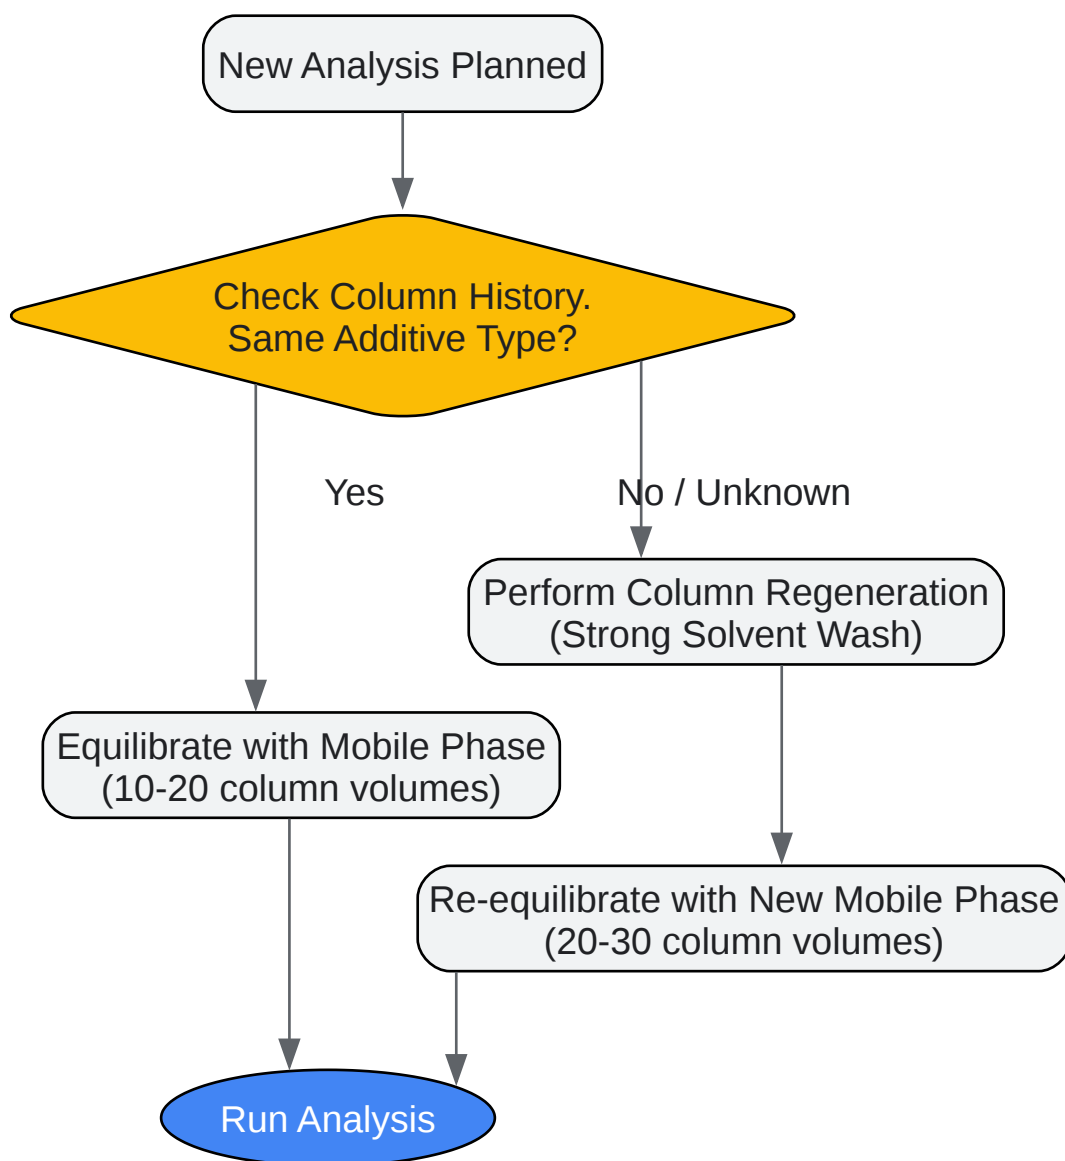 New Analysis Planned
Check Column History.
Same Additive Type?
Yes
No / Unknown
Perform Column Regeneration
(Strong Solvent Wash)
Equilibrate with Mobile Phase
(10-20 column volumes)
Re-equilibrate with New Mobile Phase
(20-30 column volumes)
Run Analysis